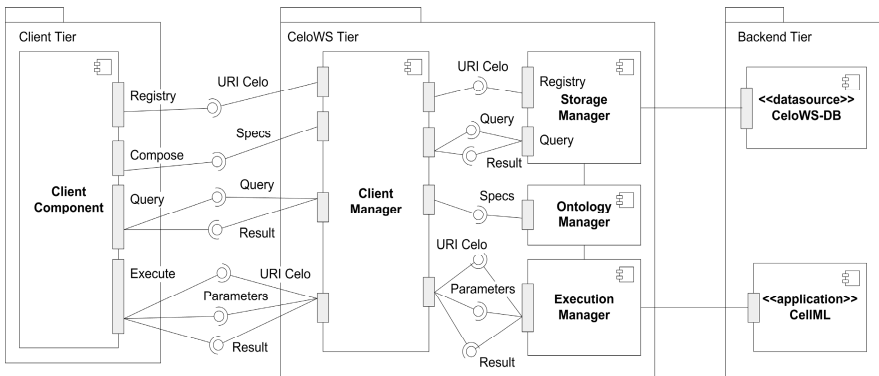 Client Tier
CeloWS Tier
Backend Tier
Client
Component
Registry
Compose
Query
Execute
URI Celo
Specs
Query
Result
URI Celo
Parameters
Result
Client
Manager
URI Celo
Query
Result
Specs
URI Celo
Parameters
Result
Registry
Storage
Manager
Query
Ontology
Manager
Execution
Manager
<<datasource>>
CeloWS-DB
<<application>>
CellML